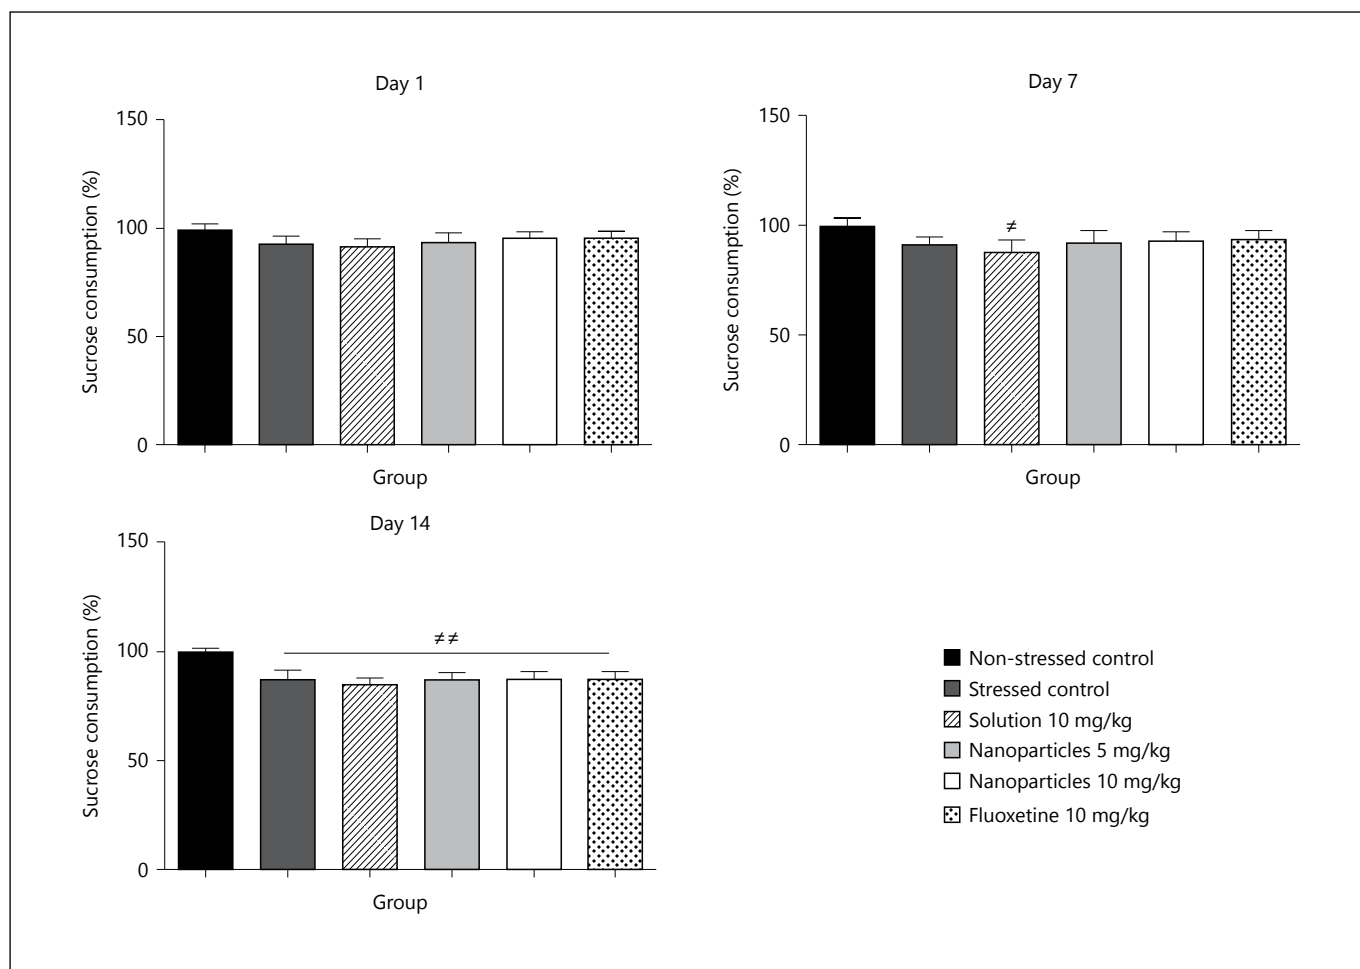 Day 1
Sucrose consumption (%)
150
100
50
0
Group
Day 7
Sucrose consumption (%)
150
100
50
0
≠
Group
Day 14
Sucrose consumption (%)
150
100
50
0
≠≠
Group
Non-stressed control
Stressed control
Solution 10 mg/kg
Nanoparticles 5 mg/kg
Nanoparticles 10 mg/kg
Fluoxetine 10 mg/kg